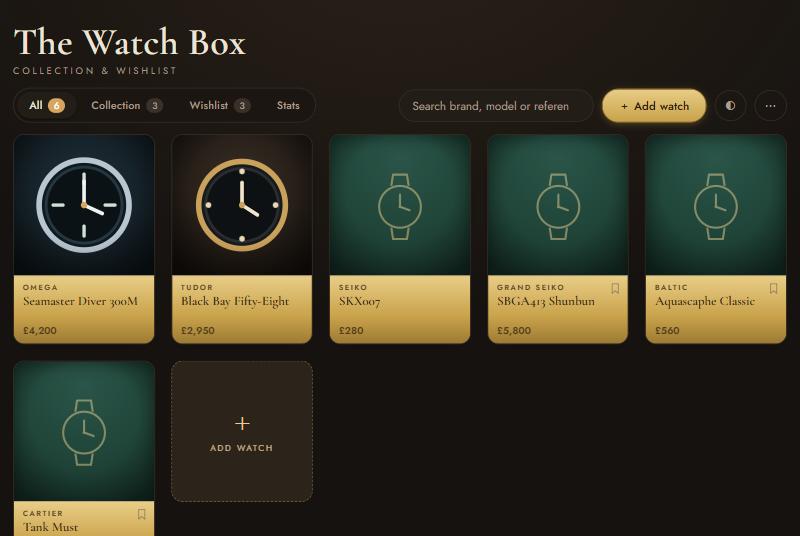 The Watch Box
COLLECTION & WISHLIST
All 6 Collection 3 Wishlist 3 Stats
Search brand, model or referen
+ Add watch
OMEGA
Seamaster Diver 300M
£4,200
TUDOR
Black Bay Fifty-Eight
£2,950
SEIKO
SKX007
£280
GRAND SEIKO
SBGA413 Shunbun
£5,800
BALTIC
Aquascaphe Classic
£560
CARTIER
Tank Must
+
ADD WATCH